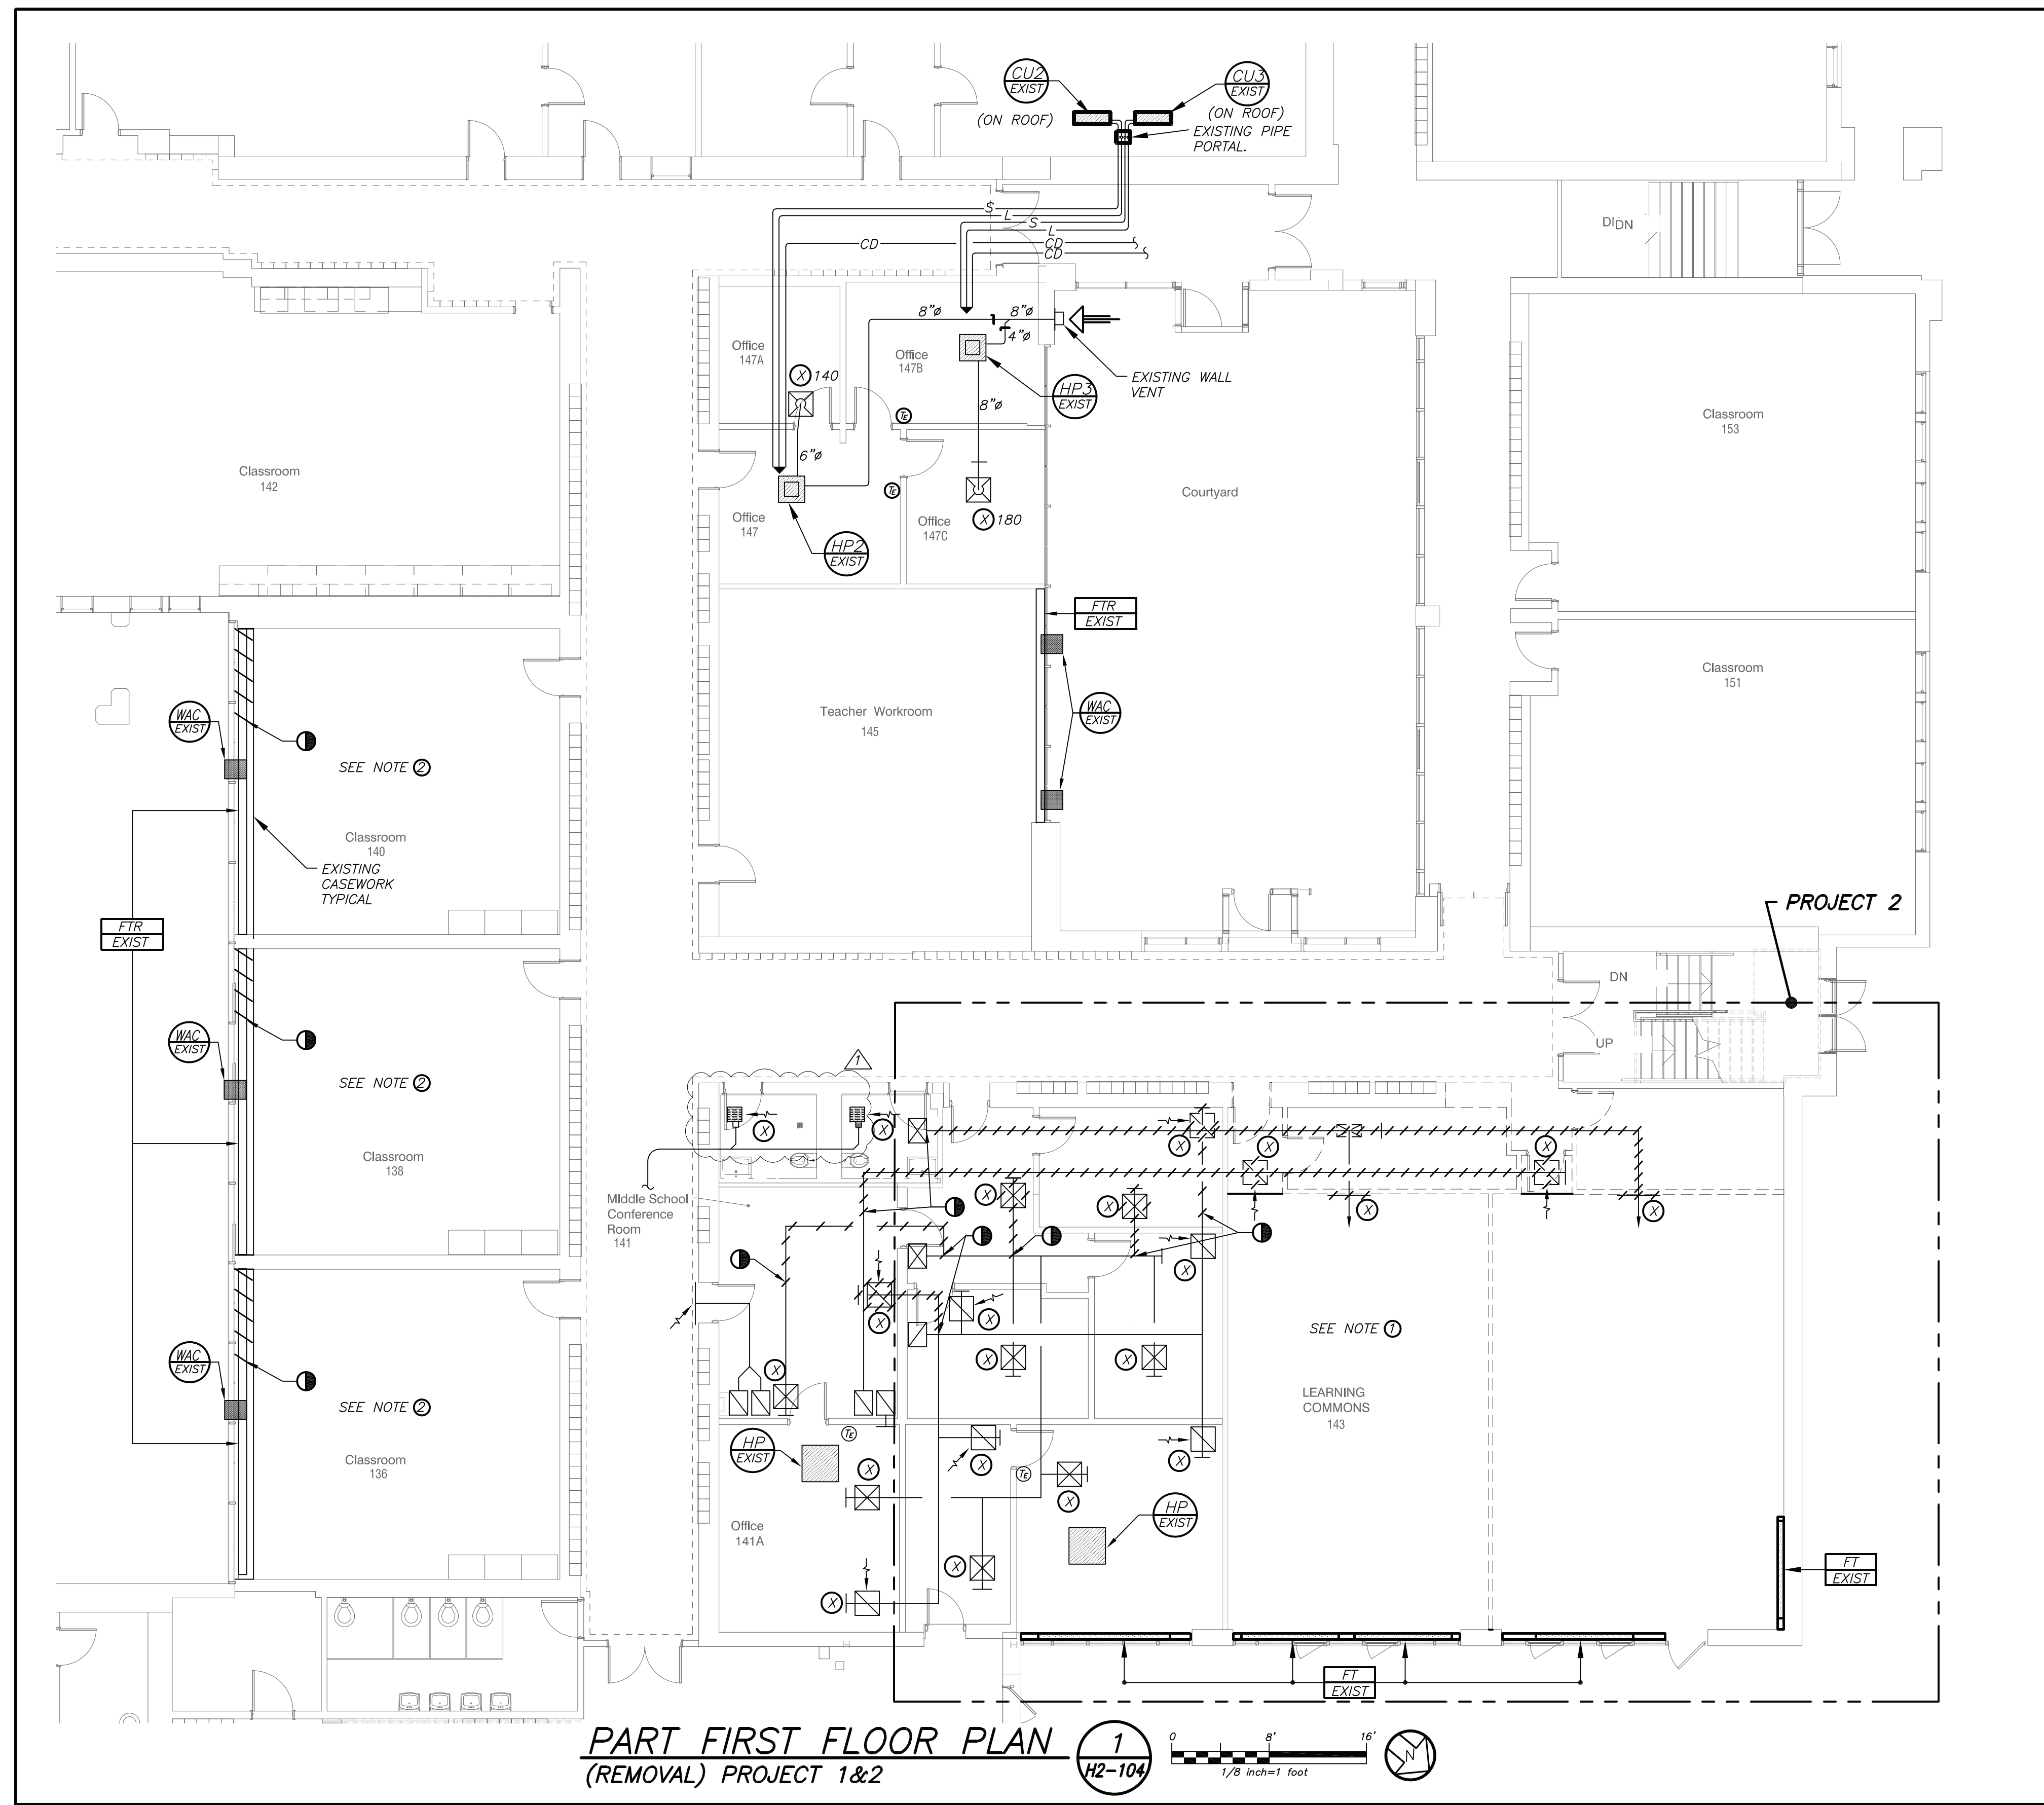 CU2
EXIST
(ON ROOF)
CU3
EXIST
(ON ROOF)
EXISTING PIPE
PORTAL.
S
L
S
L
CD
CD
CD
DN
8"ø
8"ø
4"ø
Office
147A
Office
147B
X 140
HP3
EXIST
EXISTING WALL
VENT
8"ø
TE
6"ø
TE
Classroom
142
Office
147
Office
147C
X 180
HP2
EXIST
Courtyard
Classroom
153
FTR
EXIST
WAC
EXIST
Teacher Workroom
145
Classroom
151
WAC
EXIST
SEE NOTE 2
Classroom
140
EXISTING
CASEWORK
TYPICAL
FTR
EXIST
PROJECT 2
DN
UP
WAC
EXIST
SEE NOTE 2
Classroom
138
1
X
X
X
X
X
X
X
X
X
Middle School
Conference
Room
141
X
X
X
X
X
X
X
SEE NOTE 1
LEARNING
COMMONS
143
WAC
EXIST
SEE NOTE 2
Classroom
136
HP
EXIST
TE
X
X
TE
X
X
HP
EXIST
Office
141A
X
X
FT
EXIST
FT
EXIST
PART FIRST FLOOR PLAN
(REMOVAL) PROJECT 1&2
1
H2-104
0 8' 16'
1/8 inch=1 foot
N